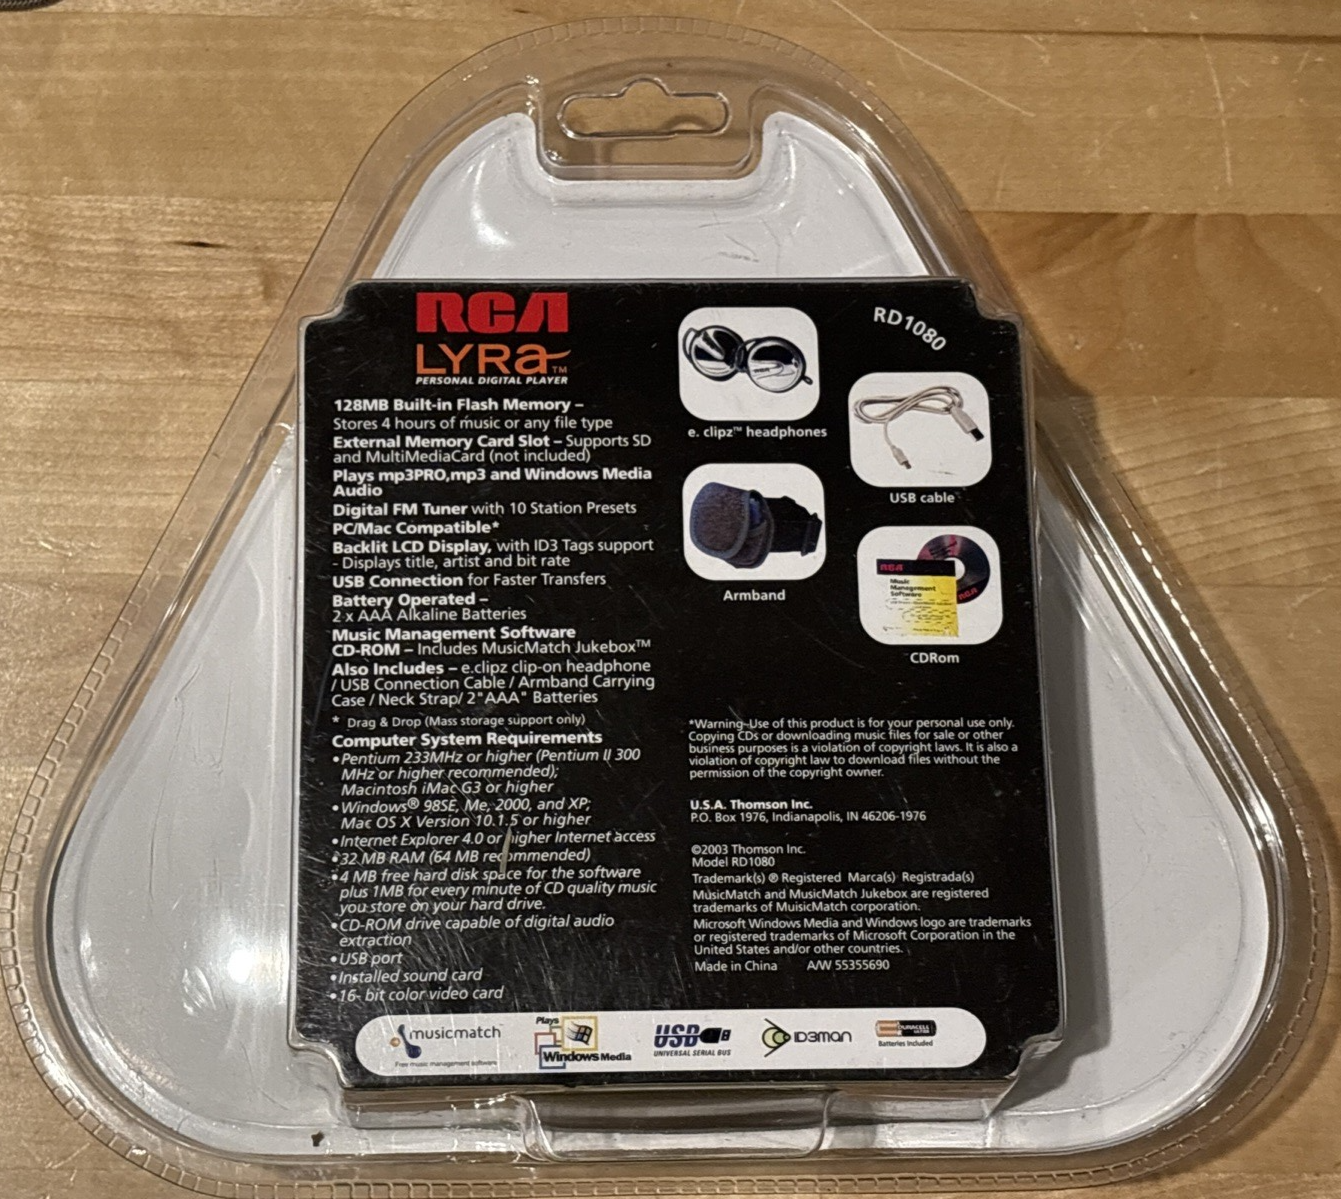 RCA
LYRa™
PERSONAL DIGITAL PLAYER
128MB Built-in Flash Memory –
Stores 4 hours of music or any file type
External Memory Card Slot – Supports SD
and MultiMediaCard (not included)
Plays mp3PRO,mp3 and Windows Media
Audio
Digital FM Tuner with 10 Station Presets
PC/Mac Compatible*
Backlit LCD Display, with ID3 Tags support
- Displays title, artist and bit rate
USB Connection for Faster Transfers
Battery Operated –
2 x AAA Alkaline Batteries
Music Management Software
CD-ROM – Includes MusicMatch Jukebox™
Also Includes – e.clipz clip-on headphone
/ USB Connection Cable / Armband Carrying
Case / Neck Strap/ 2"AAA" Batteries
* Drag & Drop (Mass storage support only)
Computer System Requirements
•Pentium 233MHz or higher (Pentium II 300
MHz or higher recommended);
Macintosh iMac G3 or higher
•Windows® 98SE, Me, 2000, and XP;
Mac OS X Version 10.1.5 or higher
•Internet Explorer 4.0 or higher Internet access
•32 MB RAM (64 MB recommended)
•4 MB free hard disk space for the software
plus 1MB for every minute of CD quality music
you store on your hard drive.
•CD-ROM drive capable of digital audio
extraction
•USB port
•Installed sound card
•16- bit color video card
RD1080
RCA
e. clipz™ headphones
USB cable
Armband
RCA
Music
Management
Software
RCA
CDRom
*Warning–Use of this product is for your personal use only.
Copying CDs or downloading music files for sale or other
business purposes is a violation of copyright laws. It is also a
violation of copyright law to download files without the
permission of the copyright owner.
U.S.A. Thomson Inc.
P.O. Box 1976, Indianapolis, IN 46206-1976
©2003 Thomson Inc.
Model RD1080
Trademark(s) ® Registered Marca(s) Registrada(s)
MusicMatch and MusicMatch Jukebox are registered
trademarks of MuisicMatch corporation.
Microsoft Windows Media and Windows logo are trademarks
or registered trademarks of Microsoft Corporation in the
United States and/or other countries.
Made in China A/W 55355690
musicmatch
Free music management software
Plays
Windows Media
USB
UNIVERSAL SERIAL BUS
ID3MAN
DURACELL
ULTRA
Batteries Included